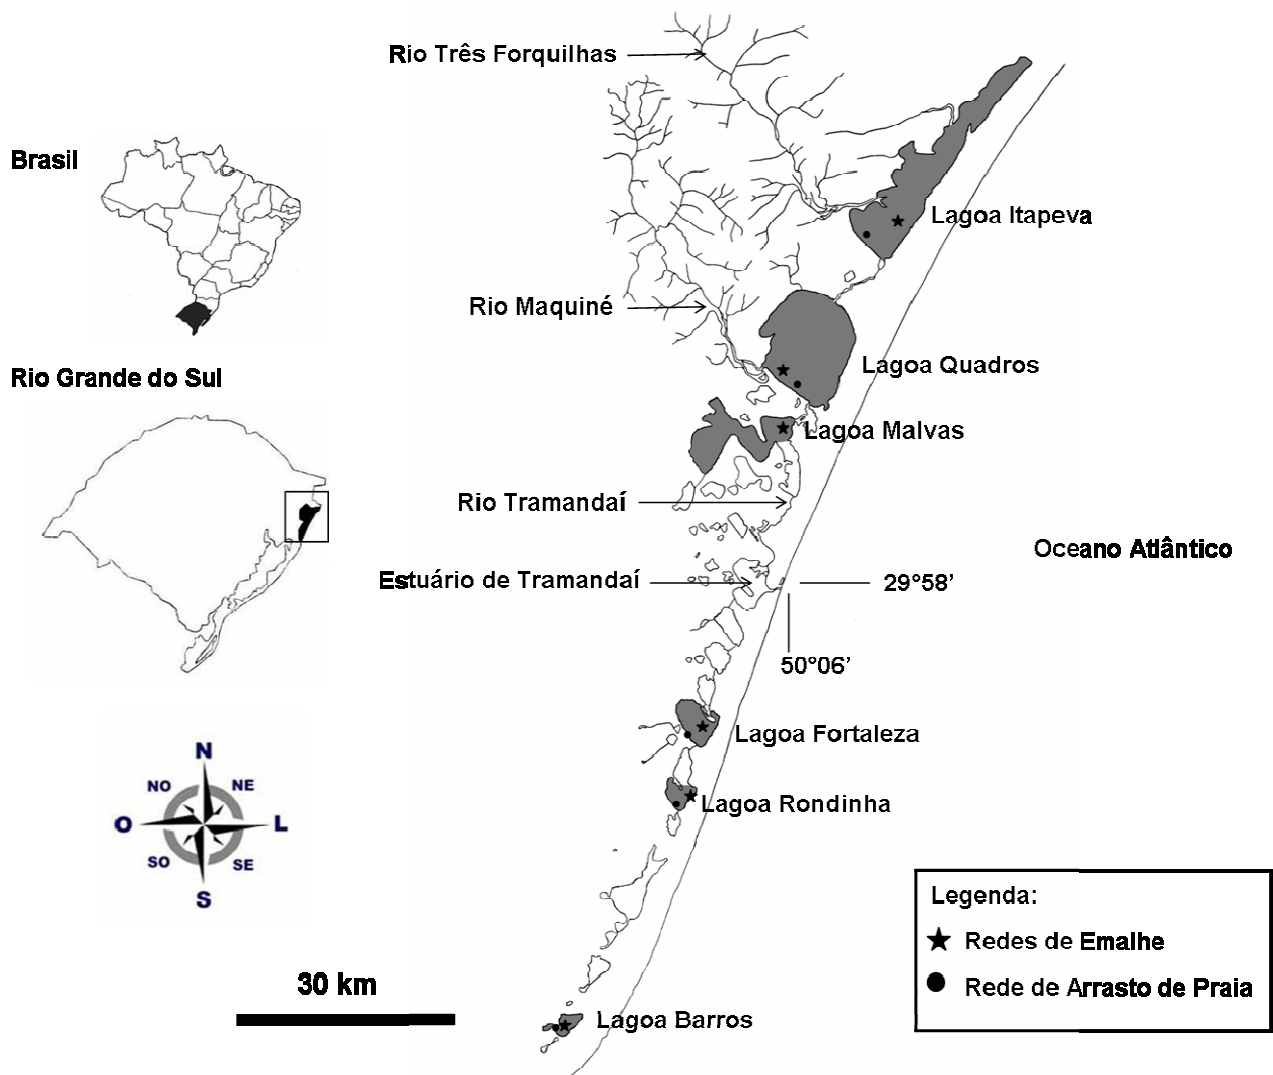 Rio Três Forquilhas
Brasil
Lagoa Itapeva
Rio Maquiné
Lagoa Quadros
Rio Grande do Sul
Lagoa Malvas
Rio Tramandaí
Oceano Atlântico
Estuário de Tramandaí
29°58’
50°06’
Lagoa Fortaleza
N
NO
NE
O
L
SO
SE
S
Lagoa Rondinha
Legenda:
Redes de Emalhe
Rede de Arrasto de Praia
30 km
Lagoa Barros